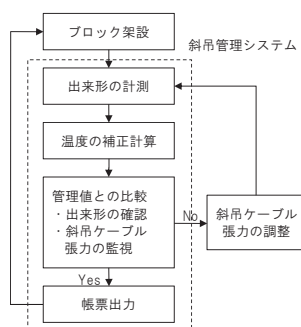 ブロック架設
斜吊管理システム
出来形の計測
温度の補正計算
管理値との比較
・出来形の確認
・斜吊ケーブル
張力の監視
No
斜吊ケーブル
張力の調整
Yes
帳票出力